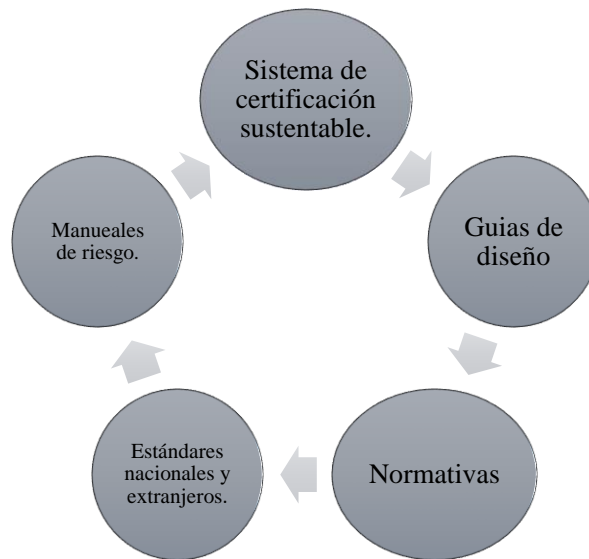 Sistema de
certificación
sustentable.
Guias de
diseño
Normativas
Estándares
nacionales y
extranjeros.
Manueales
de riesgo.